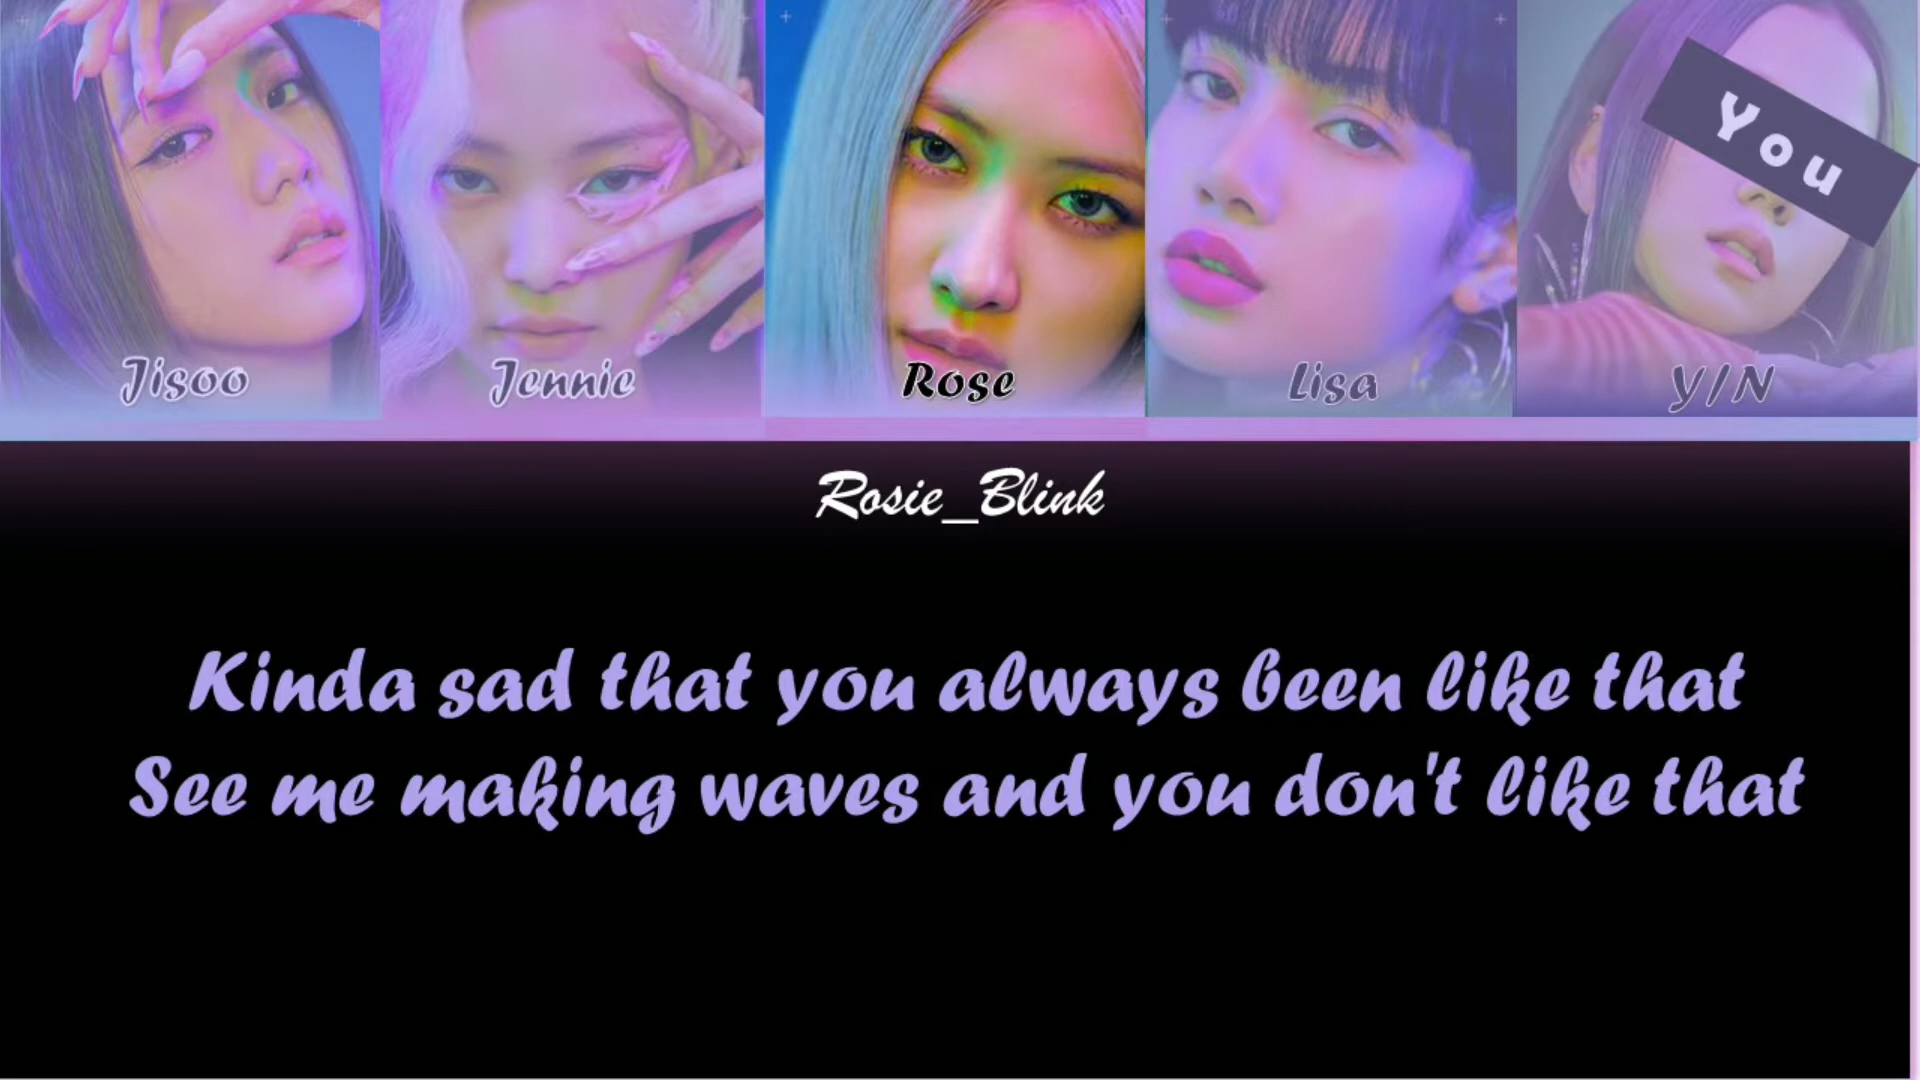 You
Jisoo
Jennie
Rose
Lisa
Y/N
Rosie_Blink
Kinda sad that you always been like that
See me making waves and you don't like that